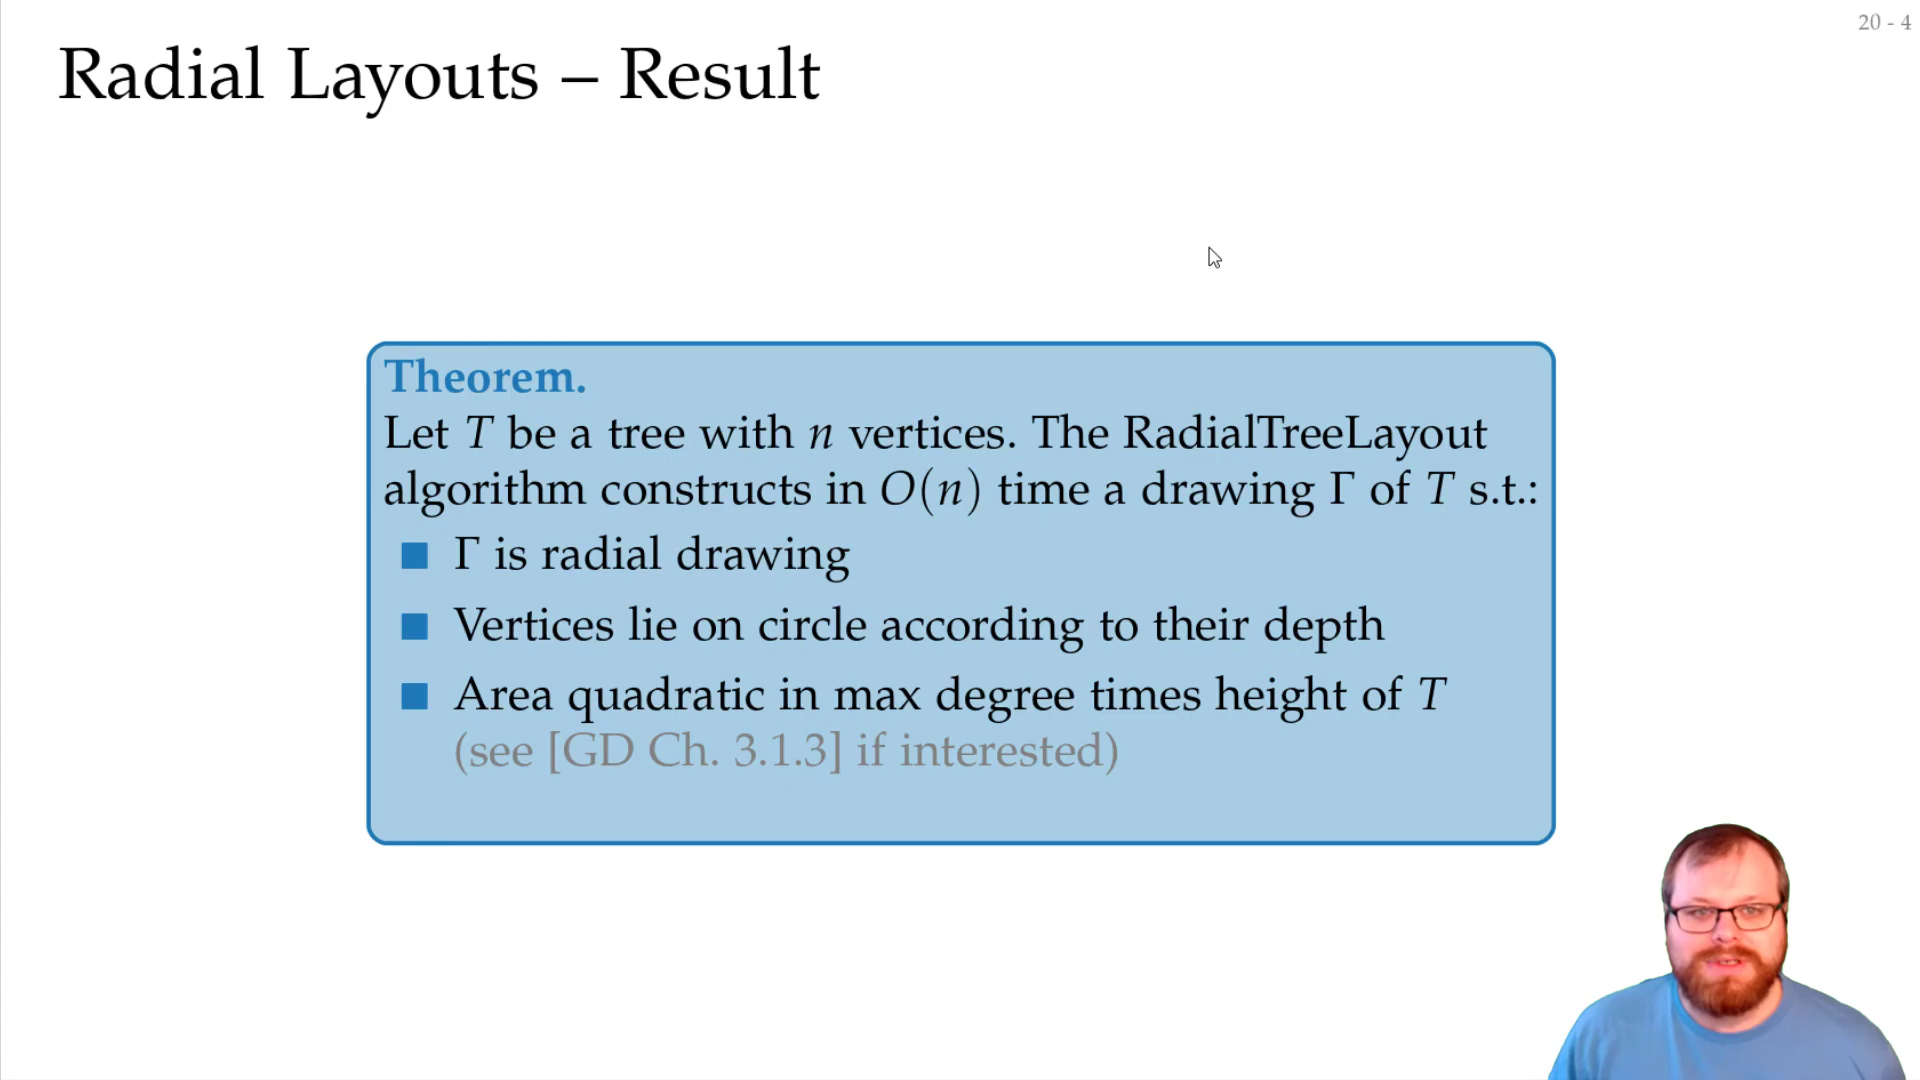 20 - 4
Radial Layouts – Result
Theorem.
Let T be a tree with n vertices. The RadialTreeLayout
algorithm constructs in O(n) time a drawing Γ of T s.t.:
Γ is radial drawing
Vertices lie on circle according to their depth
Area quadratic in max degree times height of T
(see [GD Ch. 3.1.3] if interested)